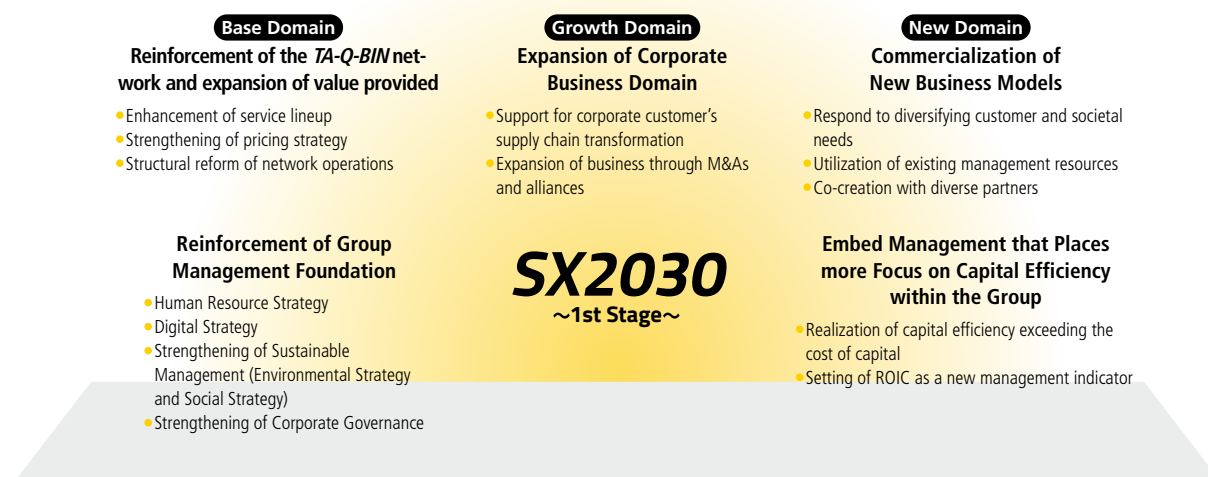 Base Domain
Reinforcement of the TA-Q-BIN net-
work and expansion of value provided
•Enhancement of service lineup
•Strengthening of pricing strategy
•Structural reform of network operations
Growth Domain
Expansion of Corporate
Business Domain
•Support for corporate customer's
supply chain transformation
•Expansion of business through M&As
and alliances
New Domain
Commercialization of
New Business Models
•Respond to diversifying customer and societal
needs
•Utilization of existing management resources
•Co-creation with diverse partners
Reinforcement of Group
Management Foundation
•Human Resource Strategy
•Digital Strategy
•Strengthening of Sustainable
Management (Environmental Strategy
and Social Strategy)
•Strengthening of Corporate Governance
SX2030
～1st Stage～
Embed Management that Places
more Focus on Capital Efficiency
within the Group
•Realization of capital efficiency exceeding the
cost of capital
•Setting of ROIC as a new management indicator